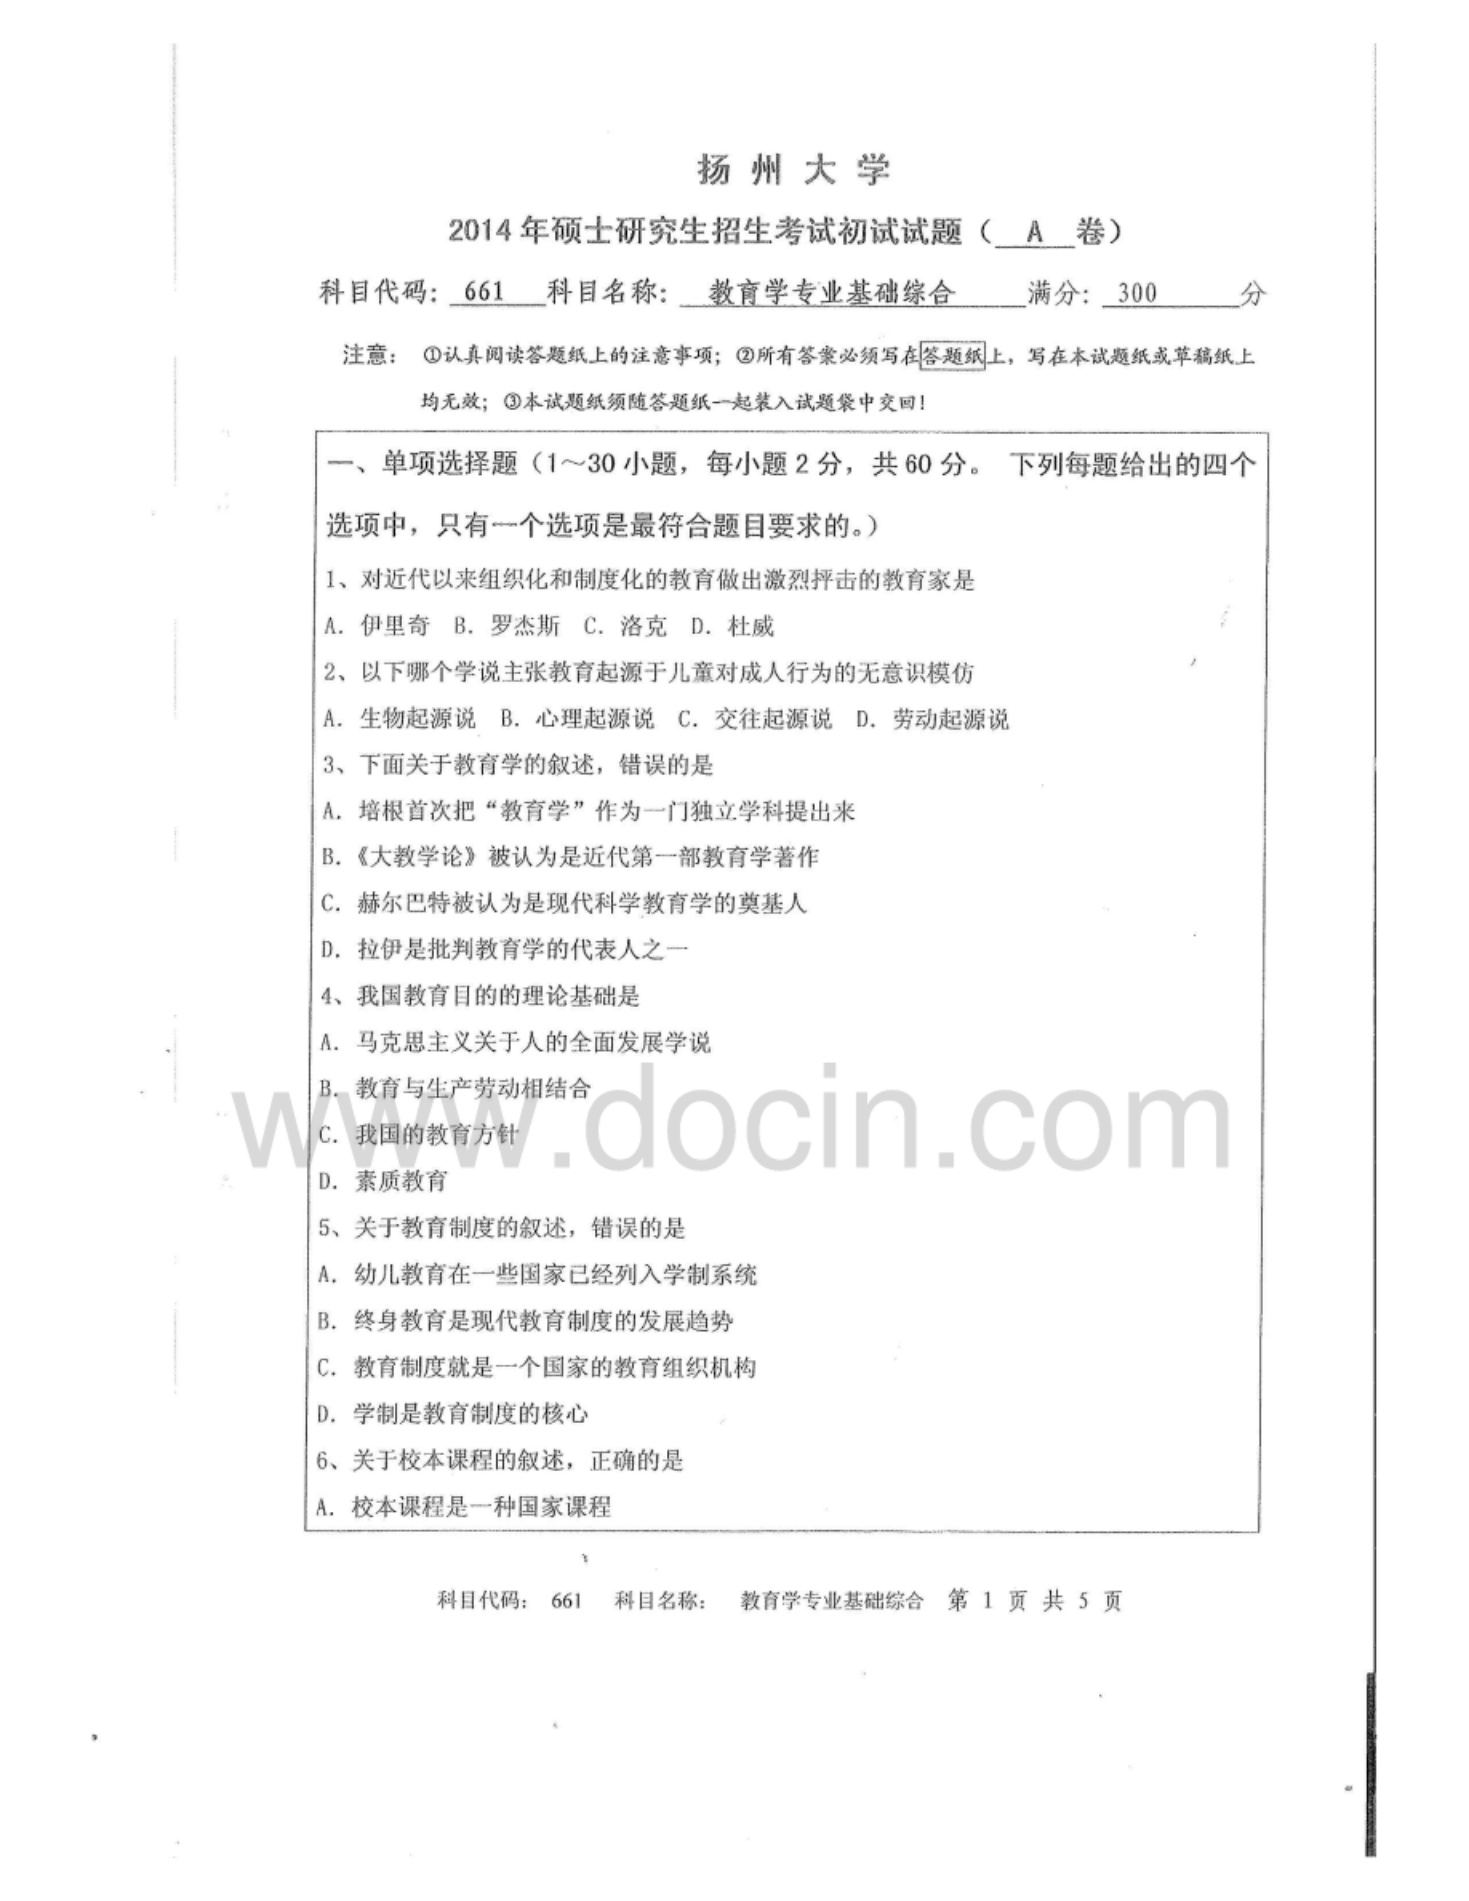 扬 州 大 学
2014 年硕士研究生招生考试初试试题（ A 卷）
科目代码： 661 科目名称： 教育学专业基础综合 满分： 300 分
注意： ①认真阅读答题纸上的注意事项；②所有答案必须写在答题纸上，写在本试题纸或草稿纸上
均无效；③本试题纸须随答题纸一起装入试题袋中交回！
一、单项选择题（1～30 小题，每小题 2 分，共 60 分。 下列每题给出的四个
选项中，只有一个选项是最符合题目要求的。）
1、对近代以来组织化和制度化的教育做出激烈抨击的教育家是
A．伊里奇 B．罗杰斯 C．洛克 D．杜威
2、以下哪个学说主张教育起源于儿童对成人行为的无意识模仿
A．生物起源说 B．心理起源说 C．交往起源说 D．劳动起源说
3、下面关于教育学的叙述，错误的是
A．培根首次把“教育学”作为一门独立学科提出来
B．《大教学论》被认为是近代第一部教育学著作
C．赫尔巴特被认为是现代科学教育学的奠基人
D．拉伊是批判教育学的代表人之一
4、我国教育目的的理论基础是
A．马克思主义关于人的全面发展学说
B．教育与生产劳动相结合
C．我国的教育方针
D．素质教育
5、关于教育制度的叙述，错误的是
A．幼儿教育在一些国家已经列入学制系统
B．终身教育是现代教育制度的发展趋势
C．教育制度就是一个国家的教育组织机构
D．学制是教育制度的核心
6、关于校本课程的叙述，正确的是
A．校本课程是一种国家课程
科目代码： 661 科目名称： 教育学专业基础综合 第 1 页 共 5 页
www.docin.com